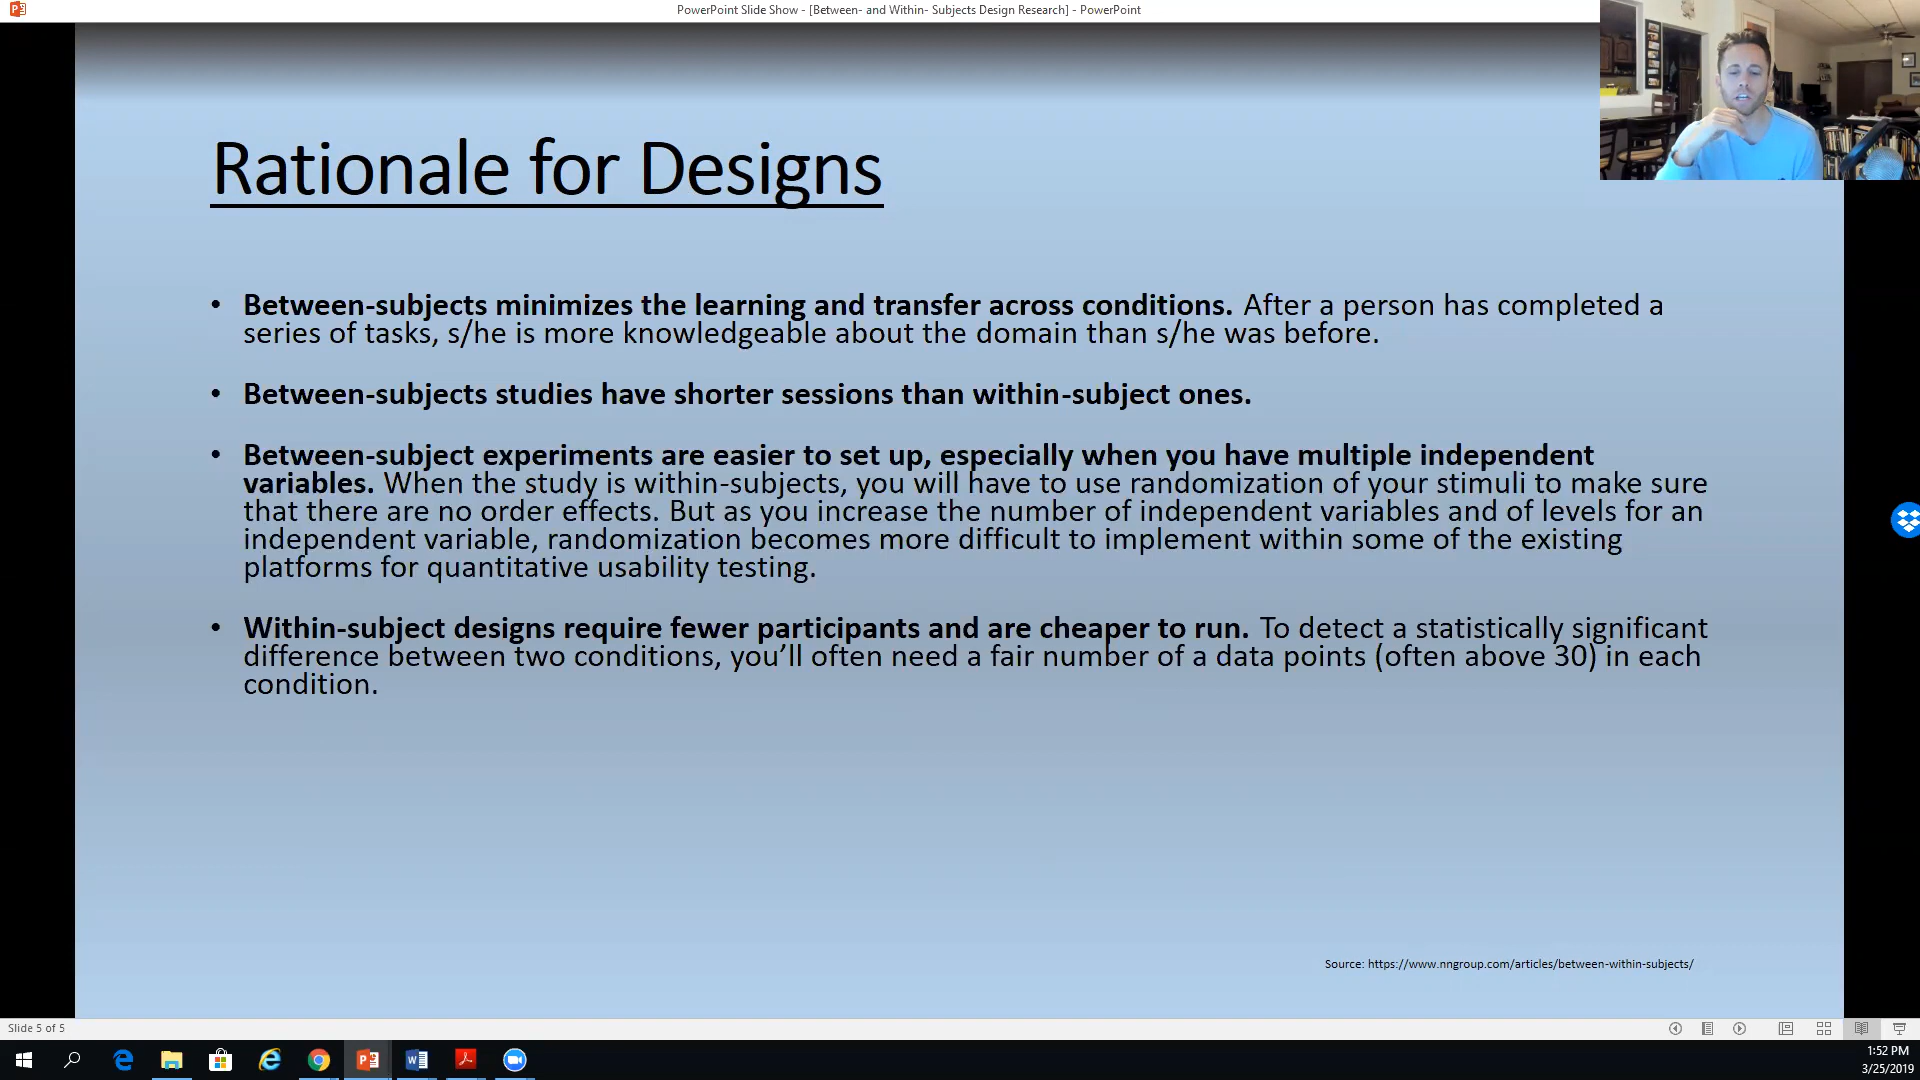 PowerPoint Slide Show - [Between- and Within- Subjects Design Research] - PowerPoint
Rationale for Designs
• Between-subjects minimizes the learning and transfer across conditions. After a person has completed a
series of tasks, s/he is more knowledgeable about the domain than s/he was before.
• Between-subjects studies have shorter sessions than within-subject ones.
• Between-subject experiments are easier to set up, especially when you have multiple independent
variables. When the study is within-subjects, you will have to use randomization of your stimuli to make sure
that there are no order effects. But as you increase the number of independent variables and of levels for an
independent variable, randomization becomes more difficult to implement within some of the existing
platforms for quantitative usability testing.
• Within-subject designs require fewer participants and are cheaper to run. To detect a statistically significant
difference between two conditions, you’ll often need a fair number of a data points (often above 30) in each
condition.
Source: https://www.nngroup.com/articles/between-within-subjects/
Slide 5 of 5
1:52 PM
3/25/2019